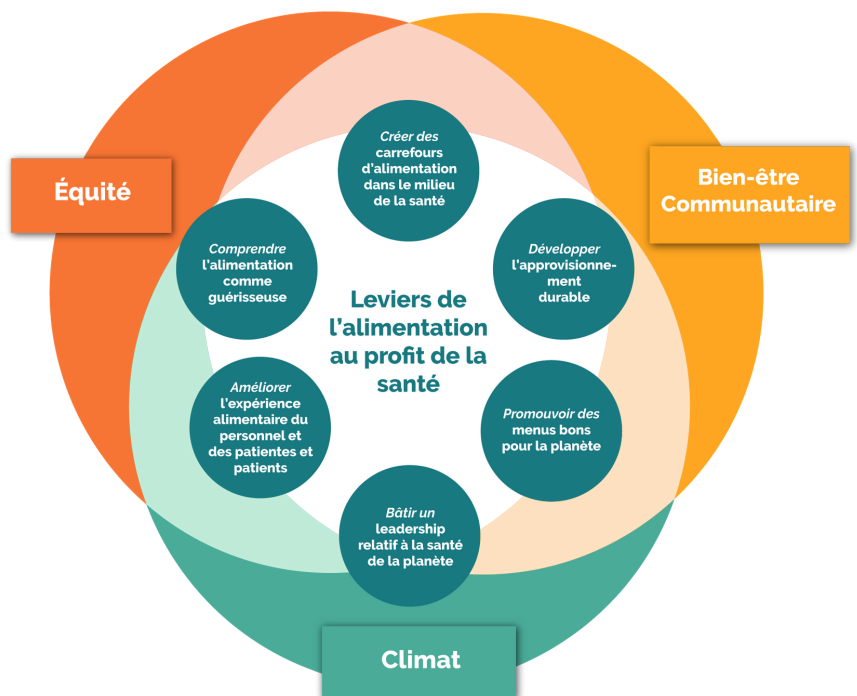 Créer des
carrefours
d'alimentation
dans le milieu
de la santé
Équité
Bien-être
Communautaire
Comprendre
l'alimentation
comme
guérisseuse
Développer
l'approvisionne-
ment
durable
Leviers de
l'alimentation
au profit de la
santé
Améliorer
l'expérience
alimentaire du
personnel et
des patientes et
patients
Promouvoir des
menus bons
pour la planète
Bâtir un
leadership
relatif à la santé
de la planète
Climat